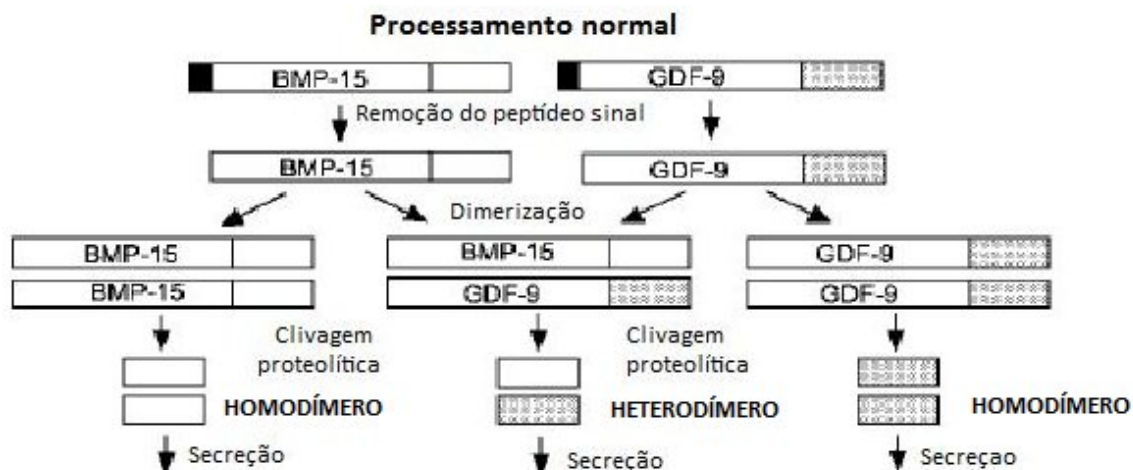 Processamento normal
BMP-15
GDF-9
Remoção do peptídeo sinal
BMP-15
GDF-9
Dimerização
BMP-15
BMP-15
GDF-9
BMP-15
GDF-9
GDF-9
Clivagem
proteolítica
Clivagem
proteolítica
HOMODÍMERO
HETERODÍMERO
HOMODÍMERO
Secreção
Secreção
Secreçao